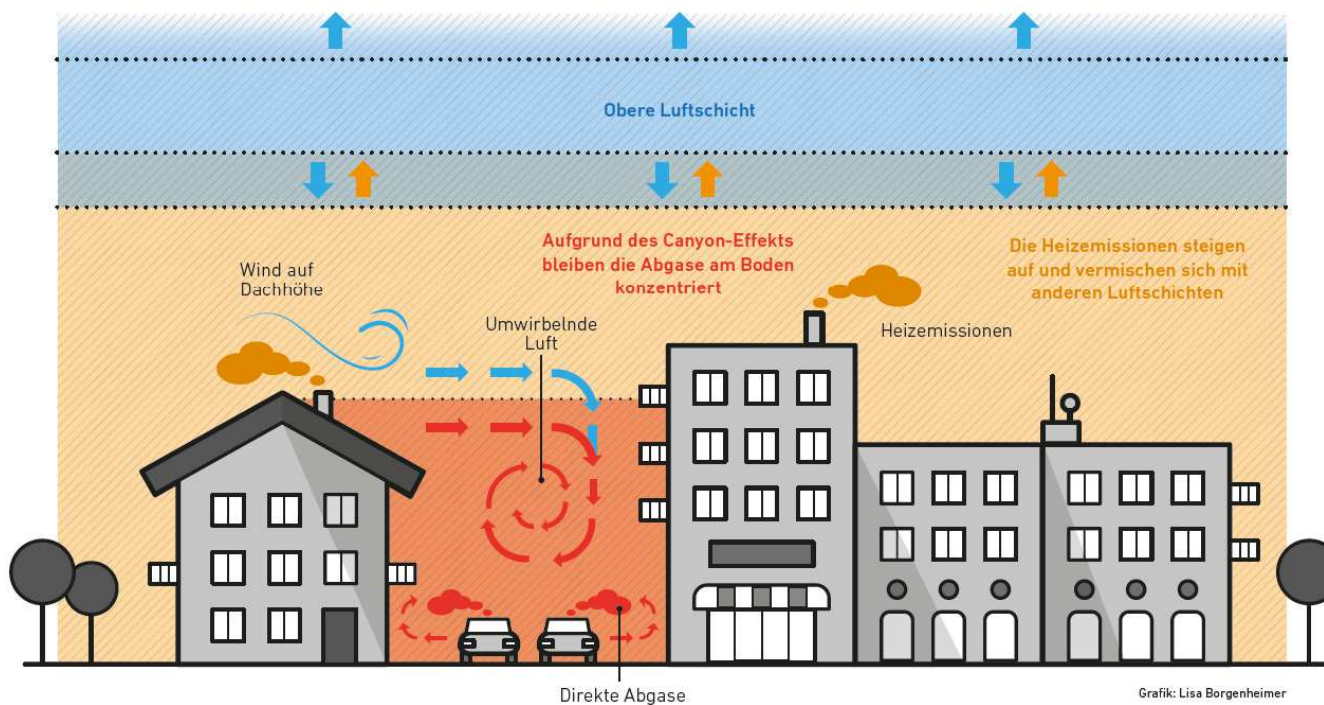 Obere Luftschicht
Aufgrund des Canyon-Effekts
bleiben die Abgase am Boden
konzentriert
Die Heizemissionen steigen
auf und vermischen sich mit
anderen Luftschichten
Wind auf
Dachhöhe
Umwirbelnde
Luft
Heizemissionen
Direkte Abgase
Grafik: Lisa Borgenheimer